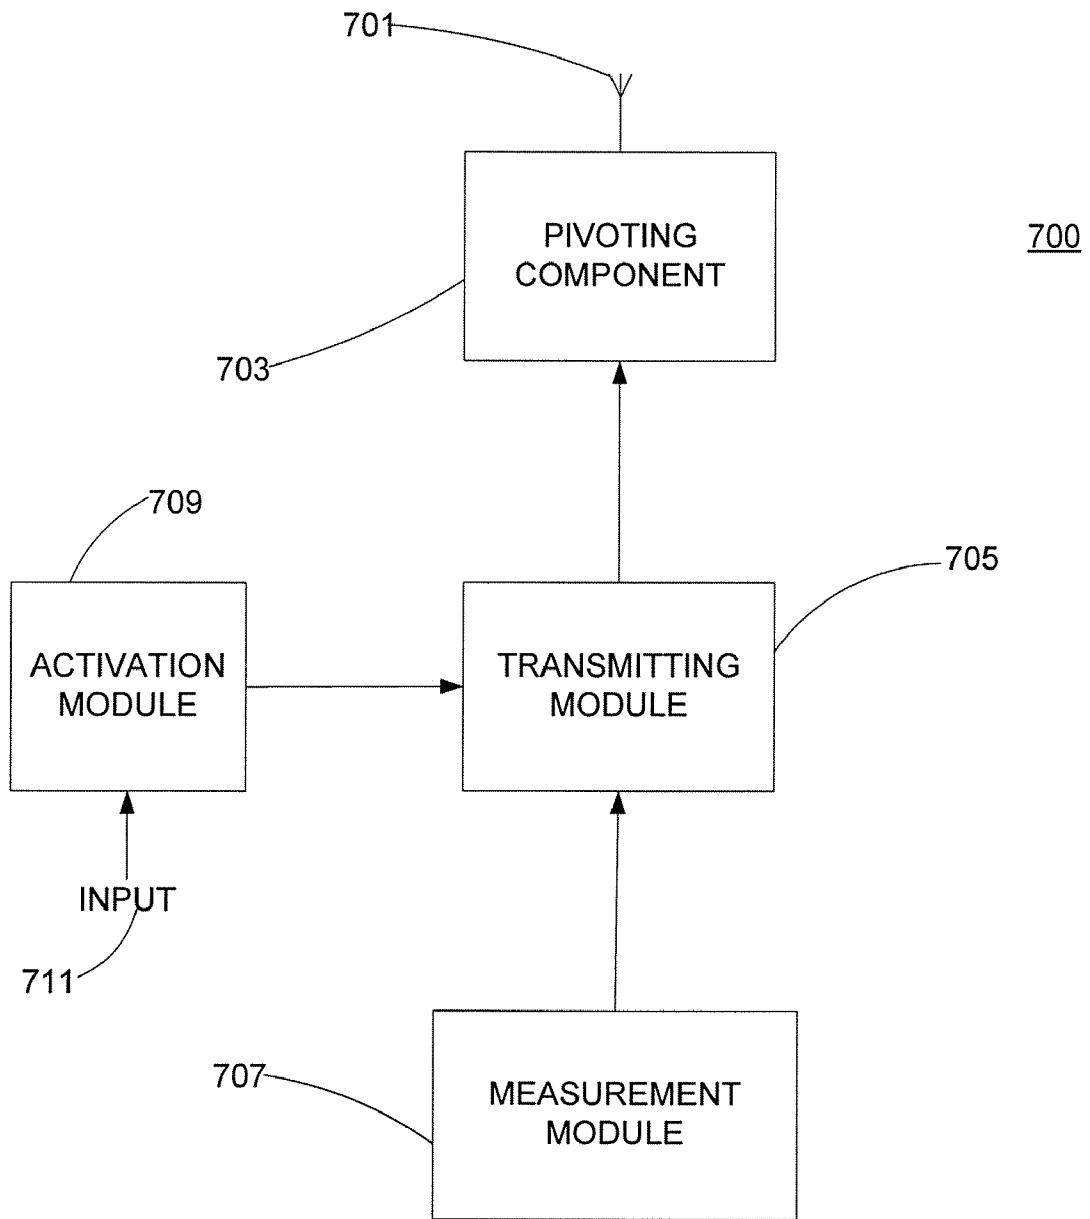 701
PIVOTING
COMPONENT
700
703
709
705
ACTIVATION
MODULE
TRANSMITTING
MODULE
INPUT
711
707
MEASUREMENT
MODULE